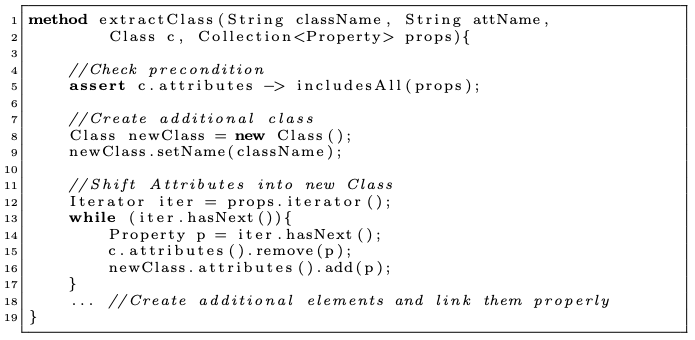 1 method extractClass(String className, String attName,
2 Class c, Collection<Property> props){
3
4 //Check precondition
5 assert c.attributes -> includesAll(props);
6
7 //Create additional class
8 Class newClass = new Class();
9 newClass.setName(className);
10
11 //Shift Attributes into new Class
12 Iterator iter = props.iterator();
13 while (iter.hasNext()){
14 Property p = iter.hasNext();
15 c.attributes().remove(p);
16 newClass.attributes().add(p);
17 }
18 ... //Create additional elements and link them properly
19 }